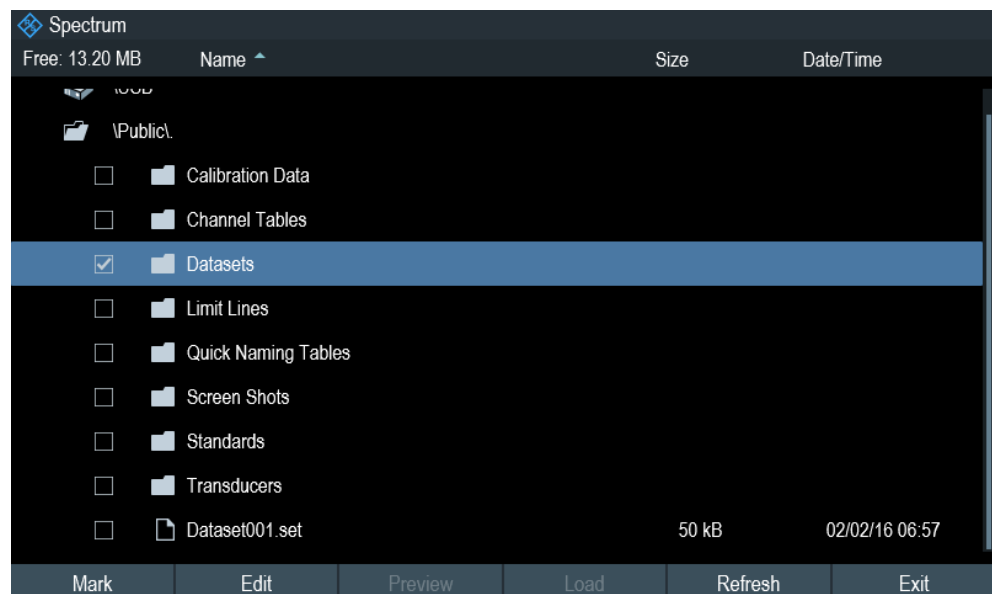 Spectrum
Free: 13.20 MB Name Size Date/Time
\Public\.
Calibration Data
Channel Tables
Datasets
Limit Lines
Quick Naming Tables
Screen Shots
Standards
Transducers
Dataset001.set 50 kB 02/02/16 06:57
Mark Edit Preview Load Refresh Exit